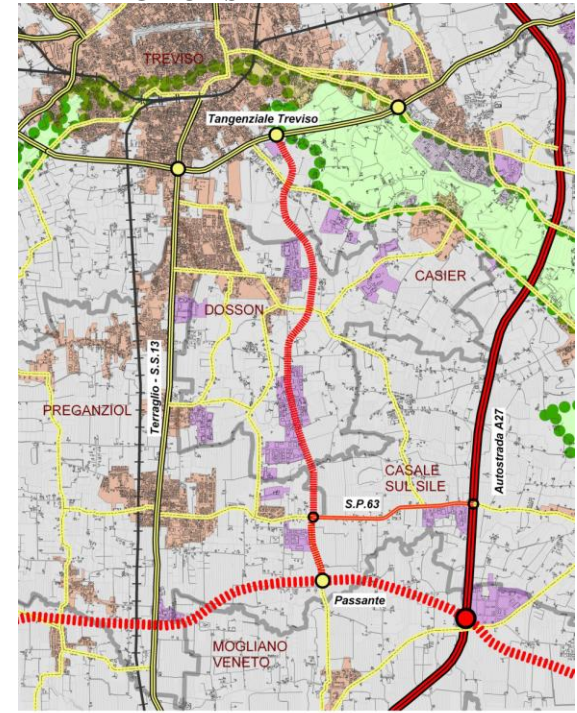 TREVISO
Tangenziale Treviso
CASIER
DOSSON
Terraglio - S.S.13
PREGANZIOL
Autostrada A27
CASALE
SUL SILE
S.P.63
Passante
MOGLIANO
VENETO